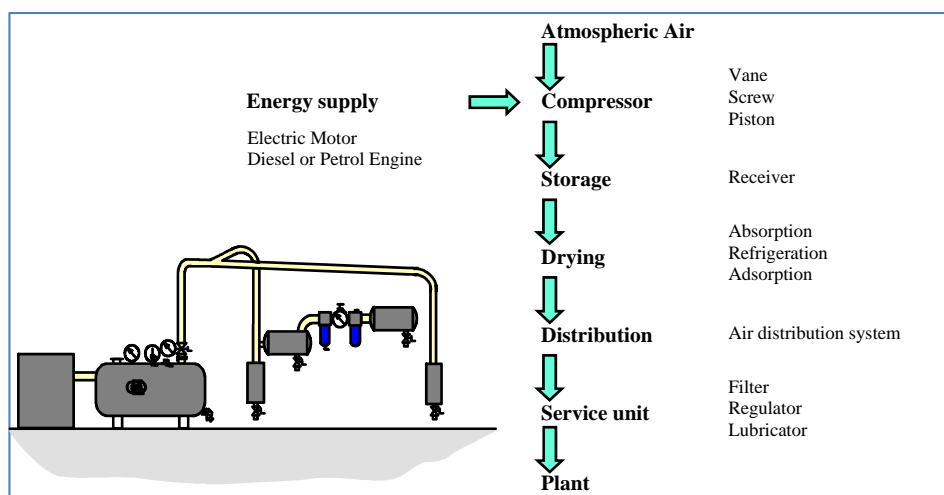 Atmospheric Air
Energy supply
Electric Motor
Diesel or Petrol Engine
Compressor
Vane
Screw
Piston
Storage
Receiver
Drying
Absorption
Refrigeration
Adsorption
Distribution
Air distribution system
Service unit
Filter
Regulator
Lubricator
Plant